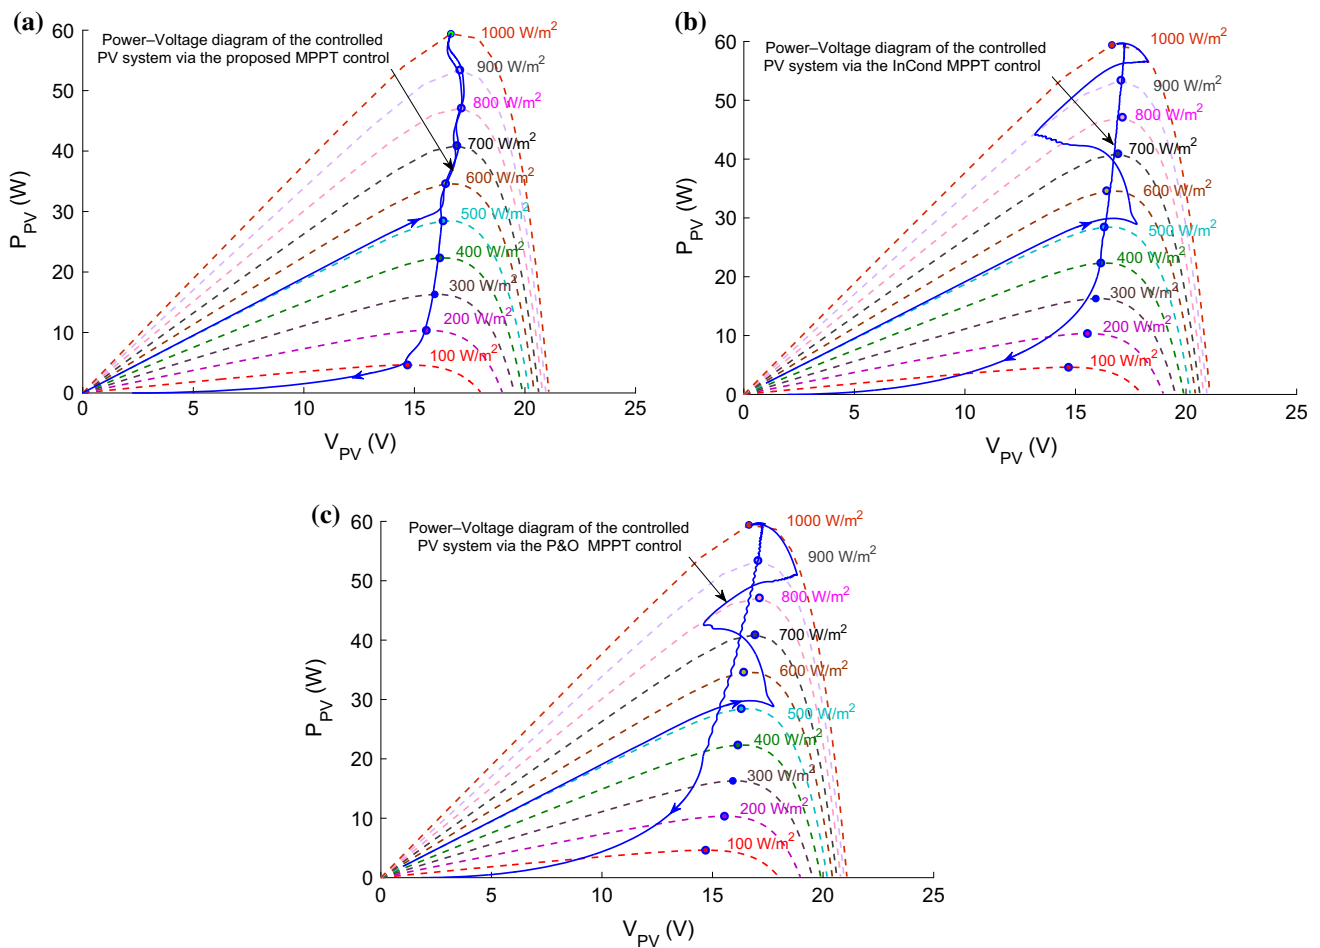 (a)
Power–Voltage diagram of the controlled
PV system via the proposed MPPT control
1000 W/m²
900 W/m²
800 W/m²
700 W/m²
600 W/m²
500 W/m²
400 W/m²
300 W/m²
200 W/m²
100 W/m²
60
50
40
30
20
10
0
0 5 10 15 20 25
P_PV (W)
V_PV (V)
(b)
Power–Voltage diagram of the controlled
PV system via the InCond MPPT control
1000 W/m²
900 W/m²
800 W/m²
700 W/m²
600 W/m²
500 W/m²
400 W/m²
300 W/m²
200 W/m²
100 W/m²
60
50
40
30
20
10
0
0 5 10 15 20 25
P_PV (W)
V_PV (V)
(c)
Power–Voltage diagram of the controlled
PV system via the P&O MPPT control
1000 W/m²
900 W/m²
800 W/m²
700 W/m²
600 W/m²
500 W/m²
400 W/m²
300 W/m²
200 W/m²
100 W/m²
60
50
40
30
20
10
0
0 5 10 15 20 25
P_PV (W)
V_PV (V)